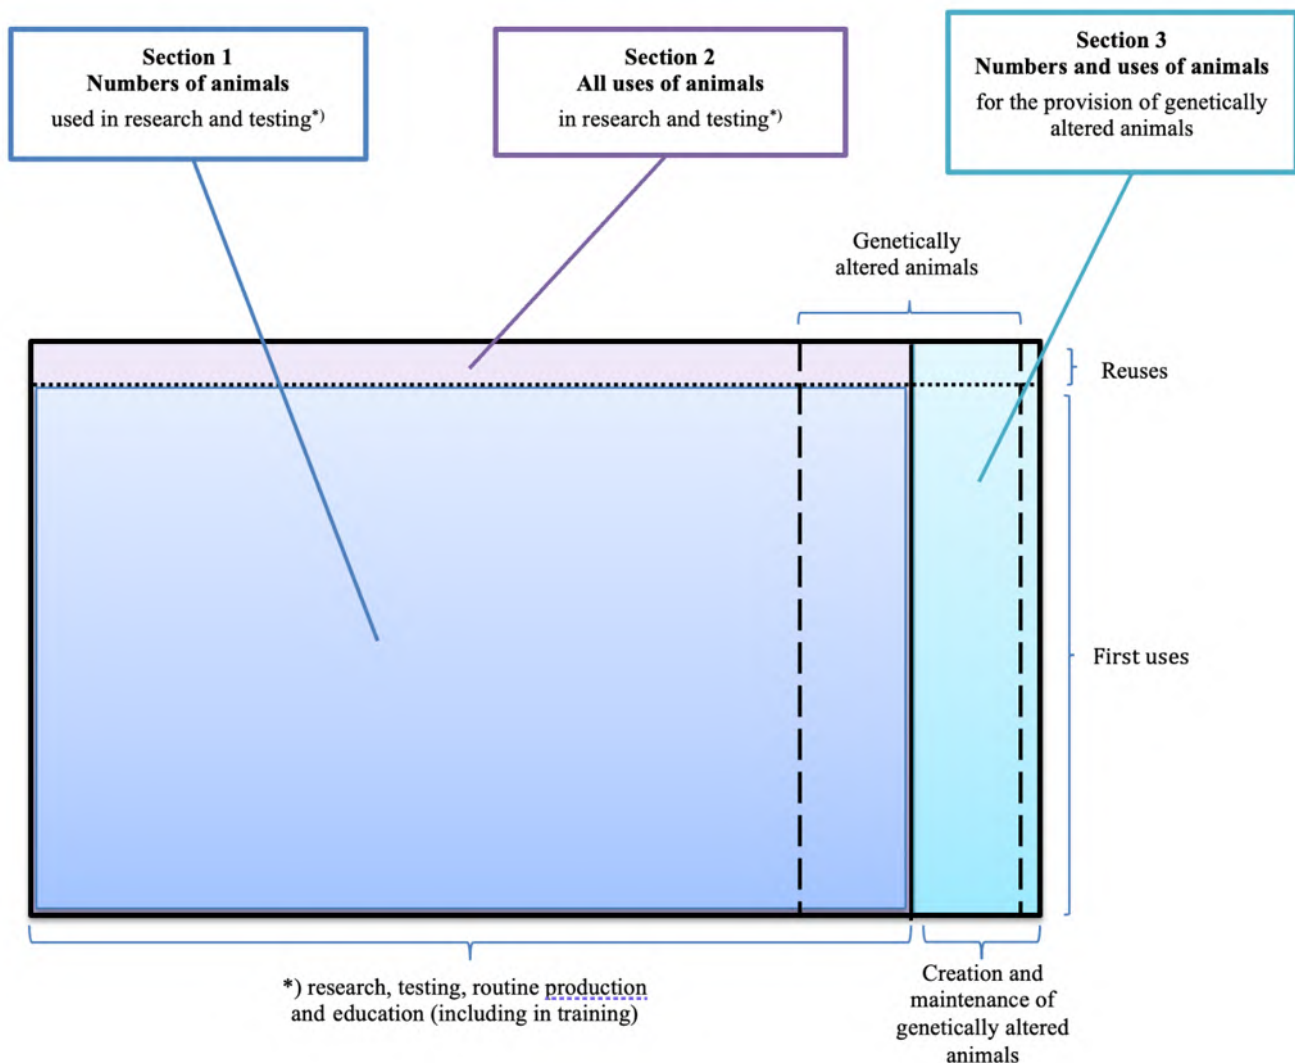 Section 1
Numbers of animals
used in research and testing*)
Section 2
All uses of animals
in research and testing*)
Section 3
Numbers and uses of animals
for the provision of genetically
altered animals
Genetically
altered animals
Reuses
First uses
*) research, testing, routine production
and education (including in training)
Creation and
maintenance of
genetically altered
animals